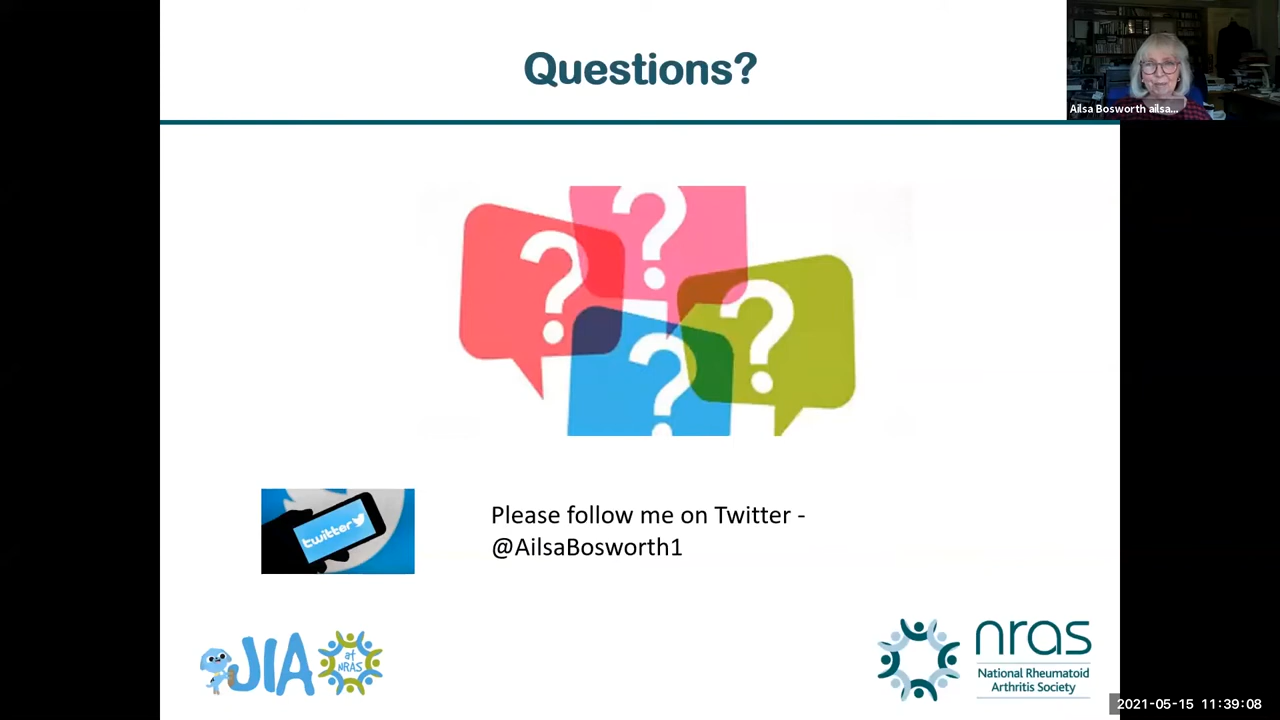 Questions?
Ailsa Bosworth ailsa...
? ? ? ?
twitter
Please follow me on Twitter -
@AilsaBosworth1
JIA at NRAS
nras
National Rheumatoid
Arthritis Society
2021-05-15 11:39:08